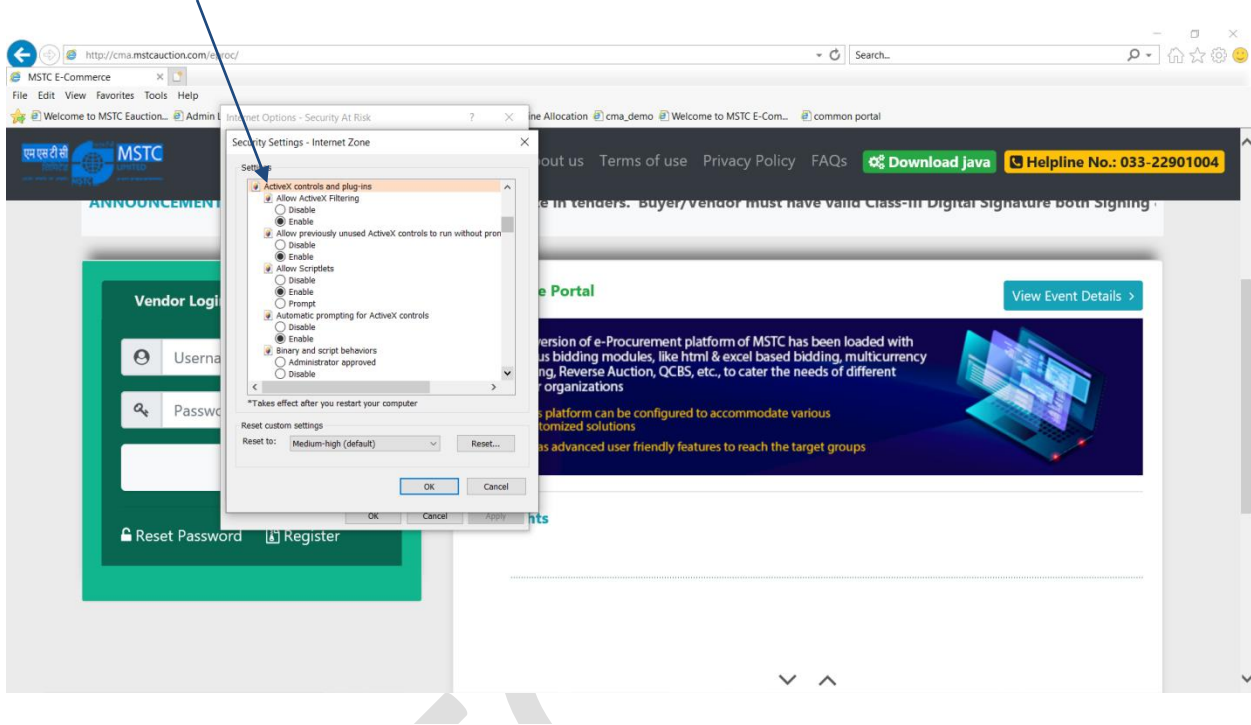 http://cma.mstcauction.com/eproc/
Search...
MSTC E-Commerce
File Edit View Favorites Tools Help
Welcome to MSTC Eauction... Admin L
ine Allocation cma_demo Welcome to MSTC E-Com... common portal
Internet Options - Security At Risk ? ×
Security Settings - Internet Zone
Settings
ActiveX controls and plug-ins
Allow ActiveX Filtering
Disable
Enable
Allow previously unused ActiveX controls to run without pron
Disable
Enable
Allow Scriptlets
Disable
Enable
Prompt
Automatic prompting for ActiveX controls
Disable
Enable
Binary and script behaviors
Administrator approved
Disable
*Takes effect after you restart your computer
Reset custom settings
Reset to: Medium-high (default) Reset...
OK Cancel
OK Cancel Apply
एम एस टी सी
MSTC
LIMITED
out us Terms of use Privacy Policy FAQs Download java Helpline No.: 033-22901004
ANNOUNCEMENT
te in tenders. Buyer/Vendor must have valid Class-III Digital Signature both Signing
Vendor Logi
Userna
Passwo
Reset Password Register
e Portal
View Event Details >
version of e-Procurement platform of MSTC has been loaded with
us bidding modules, like html & excel based bidding, multicurrency
ng, Reverse Auction, QCBS, etc., to cater the needs of different
r organizations
s platform can be configured to accommodate various
tomized solutions
as advanced user friendly features to reach the target groups
nts